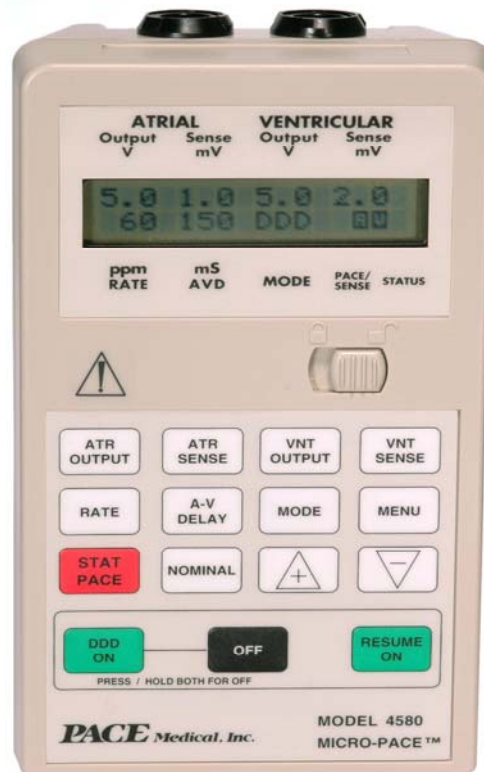 ATRIAL VENTRICULAR
Output Sense Output Sense
V mV V mV
5.0 1.0 5.0 2.0
60 150 DDD A V
ppm mS MODE PACE/ STATUS
RATE AVD SENSE
ATR ATR VNT VNT
OUTPUT SENSE OUTPUT SENSE
RATE A-V MODE MENU
DELAY
STAT NOMINAL + −
PACE
DDD OFF RESUME
ON ON
PRESS / HOLD BOTH FOR OFF
PACE Medical, Inc. MODEL 4580
MICRO-PACE™